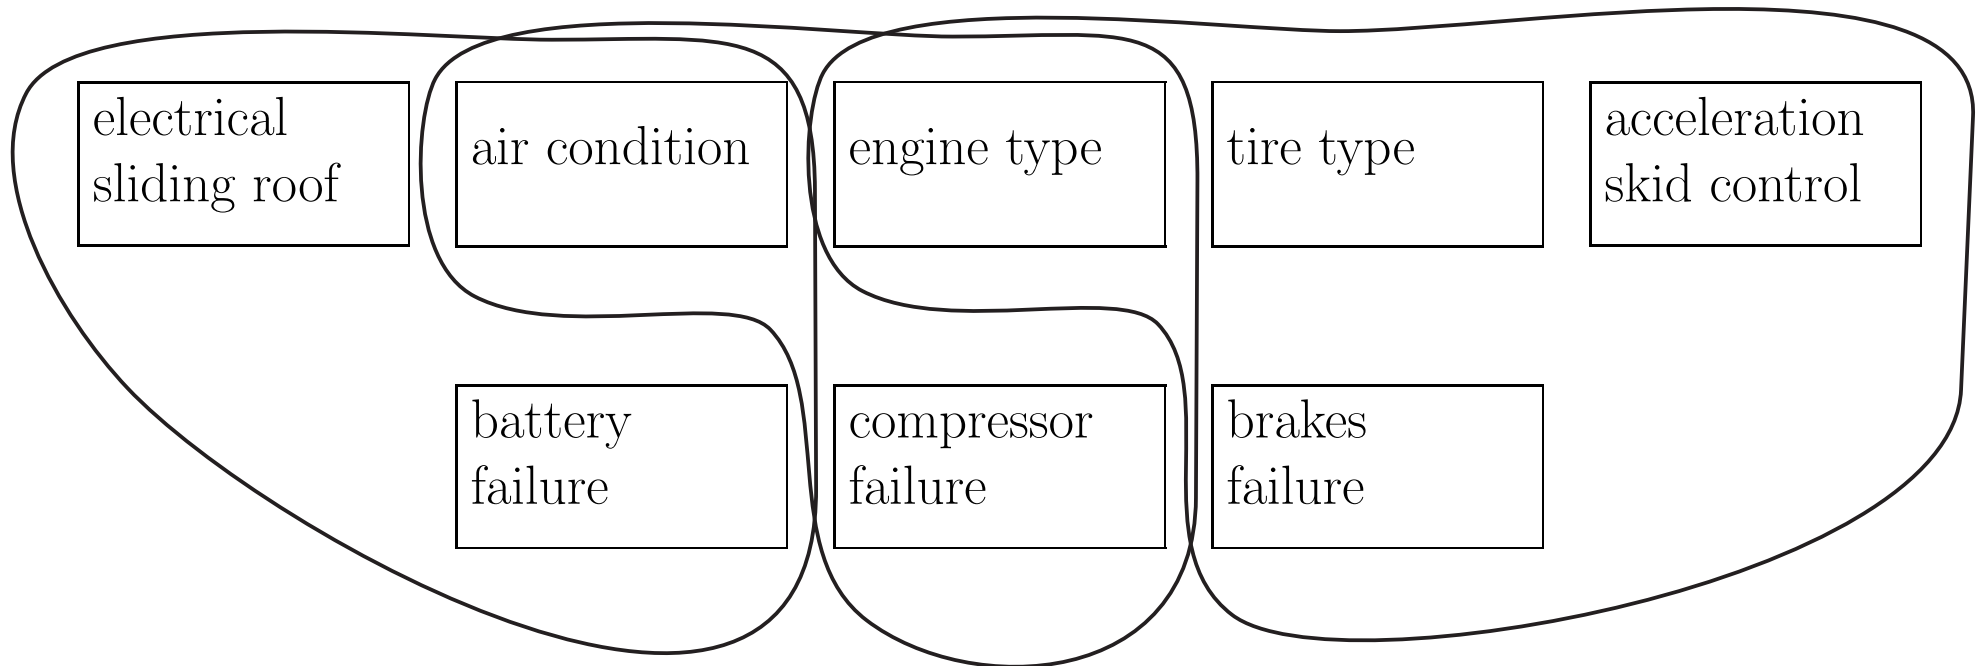 electrical
sliding roof
air condition
engine type
tire type
acceleration
skid control
battery
failure
compressor
failure
brakes
failure